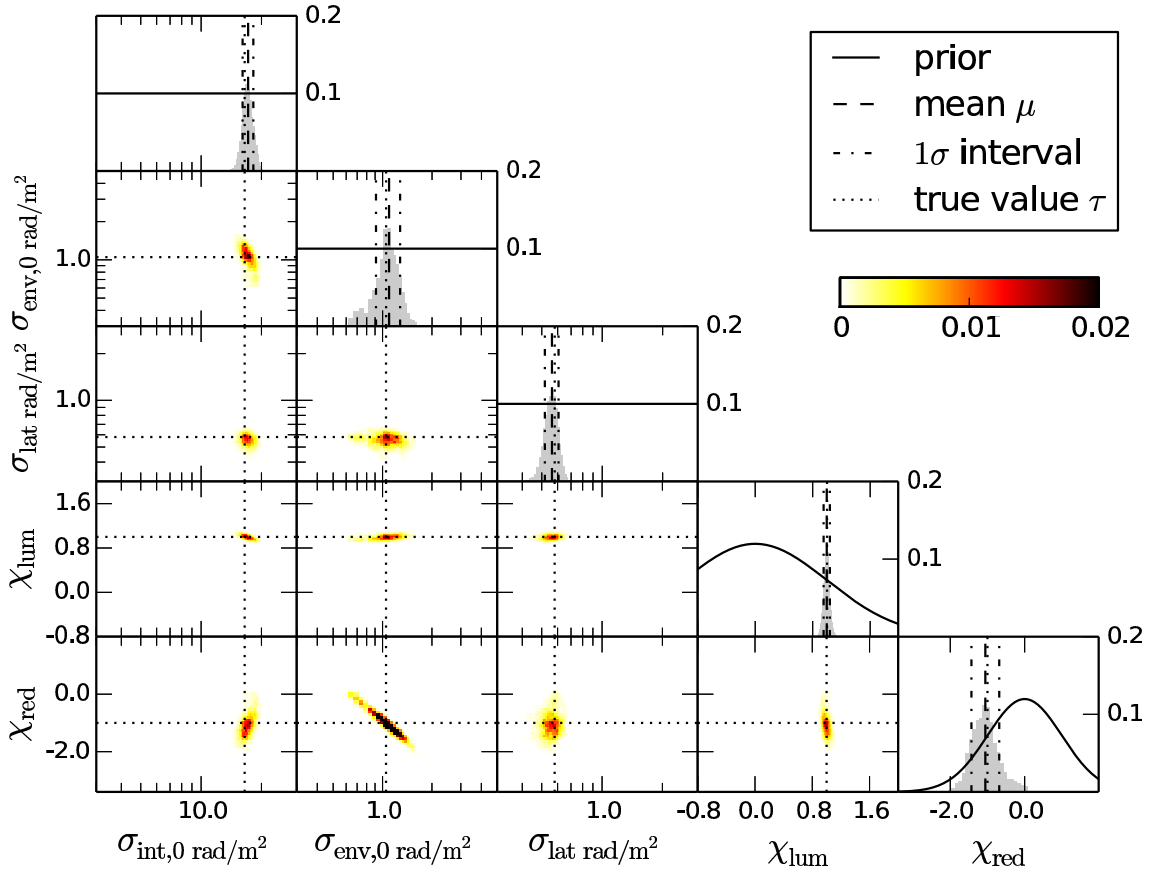 0.2
0.1
prior
mean μ
1σ interval
true value τ
0 0.01 0.02
σenv,0 rad/m²
1.0
0.2
0.1
σlat rad/m²
1.0
0.2
0.1
χlum
1.6
0.8
0.0
-0.8
0.2
0.1
χred
0.0
-2.0
0.2
0.1
10.0 1.0 1.0 -0.8 0.0 0.8 1.6 -2.0 0.0
σint,0 rad/m² σenv,0 rad/m² σlat rad/m² χlum χred